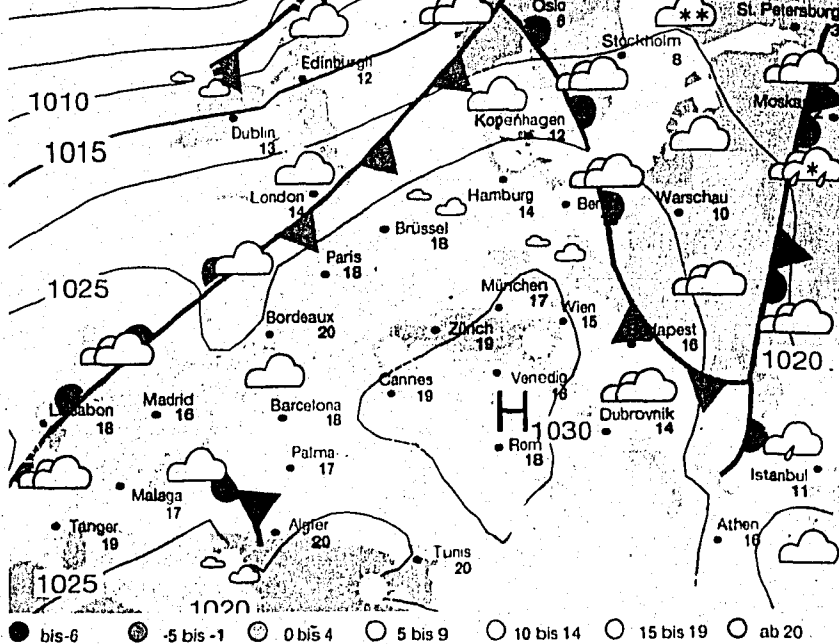 Oslo
6
St. Petersburg
3
Stockholm
8
Edinburgh
12
1010
Moskau
2
Kopenhagen
12
Dublin
13
1015
London
14
Hamburg
14
Warschau
10
Brüssel
18
Paris
18
1025
München
17
Wien
15
Bordeaux
20
Zürich
19
16
1020
Cannes
19
Venedig
Madrid
16
Lissabon
18
Barcelona
18
H
1030
Dubrovnik
14
Rom
18
Palma
17
Istanbul
11
Malaga
17
Tanger
19
Algier
20
Athen
16
Tunis
20
1025
1020
bis-6 -5 bis -1 0 bis 4 5 bis 9 10 bis 14 15 bis 19 ab 20